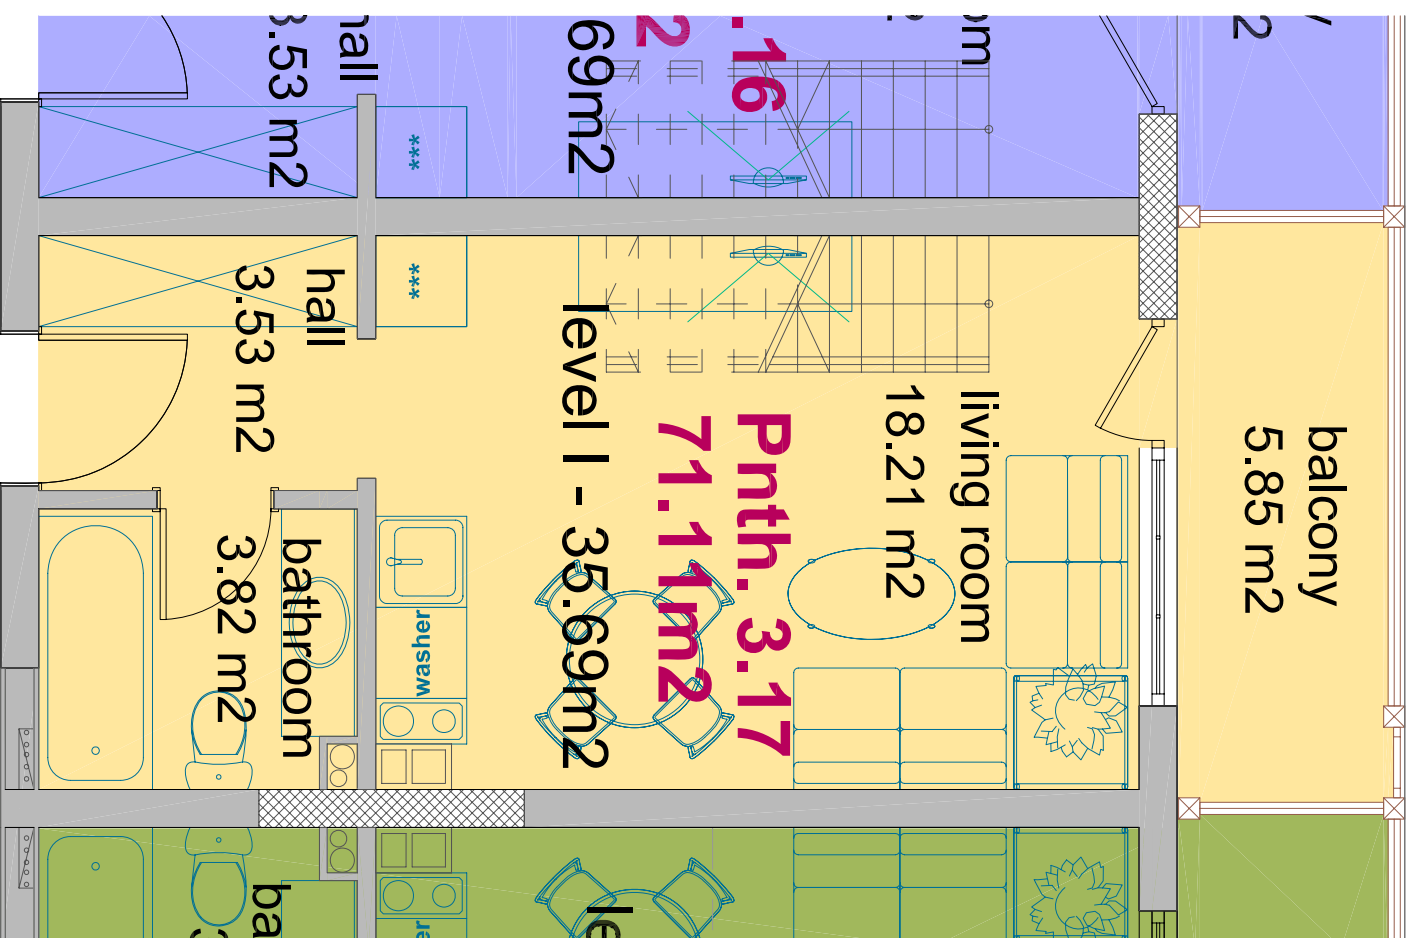 hall
3.53 m2
69m2
.16
2
***
hall
3.53 m2
***
level I - 35.69m2
Pnth. 3.17
71.11m2
living room
18.21 m2
balcony
5.85 m2
bathroom
3.82 m2
washer